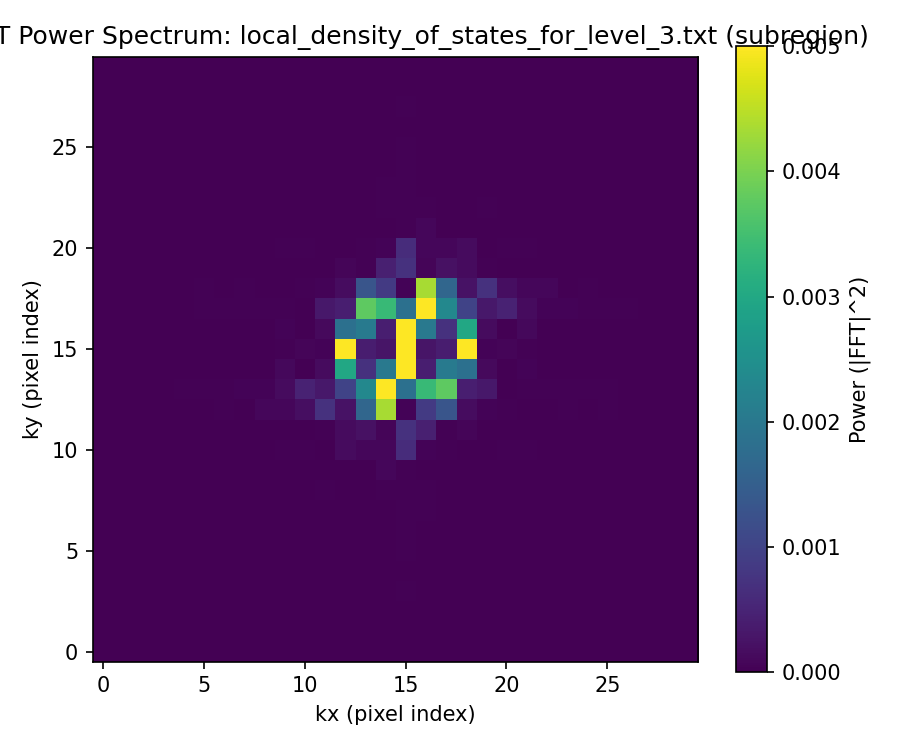 T Power Spectrum: local_density_of_states_for_level_3.txt (subregion)
0.005
0.004
0.003
0.002
0.001
0.000
Power (|FFT|^2)
ky (pixel index)
25
20
15
10
5
0
0 5 10 15 20 25
kx (pixel index)